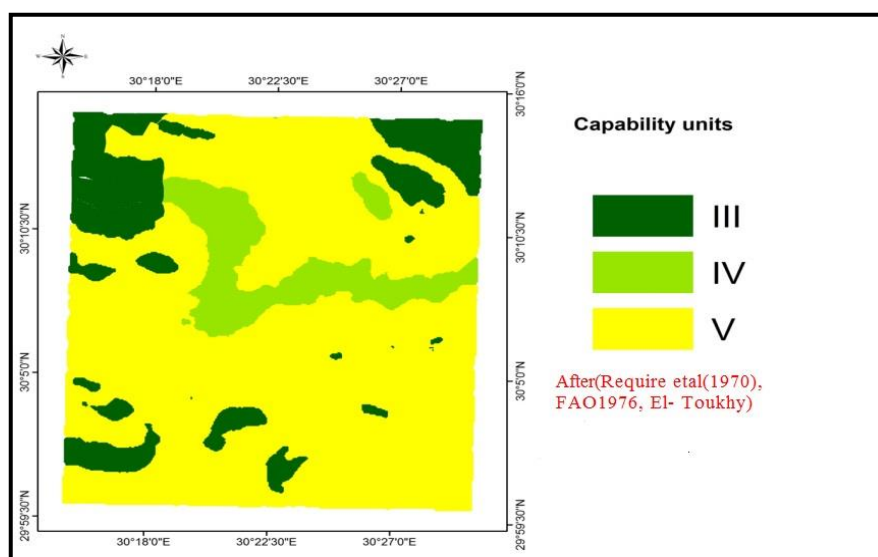 N
W
E
S
30°18'0"E 30°22'30"E 30°27'0"E
30°16'0"N
30°10'30"N 30°10'30"N
30°5'0"N 30°5'0"N
29°59'30"N 29°59'30"N
30°18'0"E 30°22'30"E 30°27'0"E
Capability units
III
IV
V
After(Require etal(1970),
FAO1976, El- Toukhy)